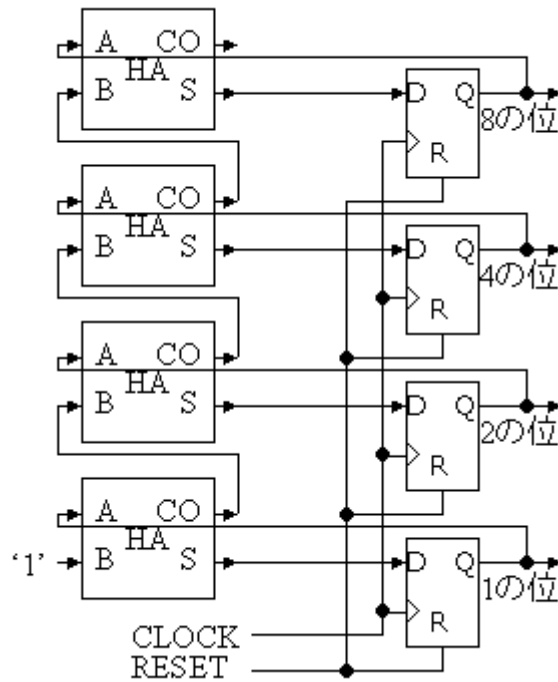 A CO
HA
B S
D Q
R
8の位
A CO
HA
B S
D Q
R
4の位
A CO
HA
B S
D Q
R
2の位
A CO
HA
‘1’ B S
D Q
R
1の位
CLOCK
RESET